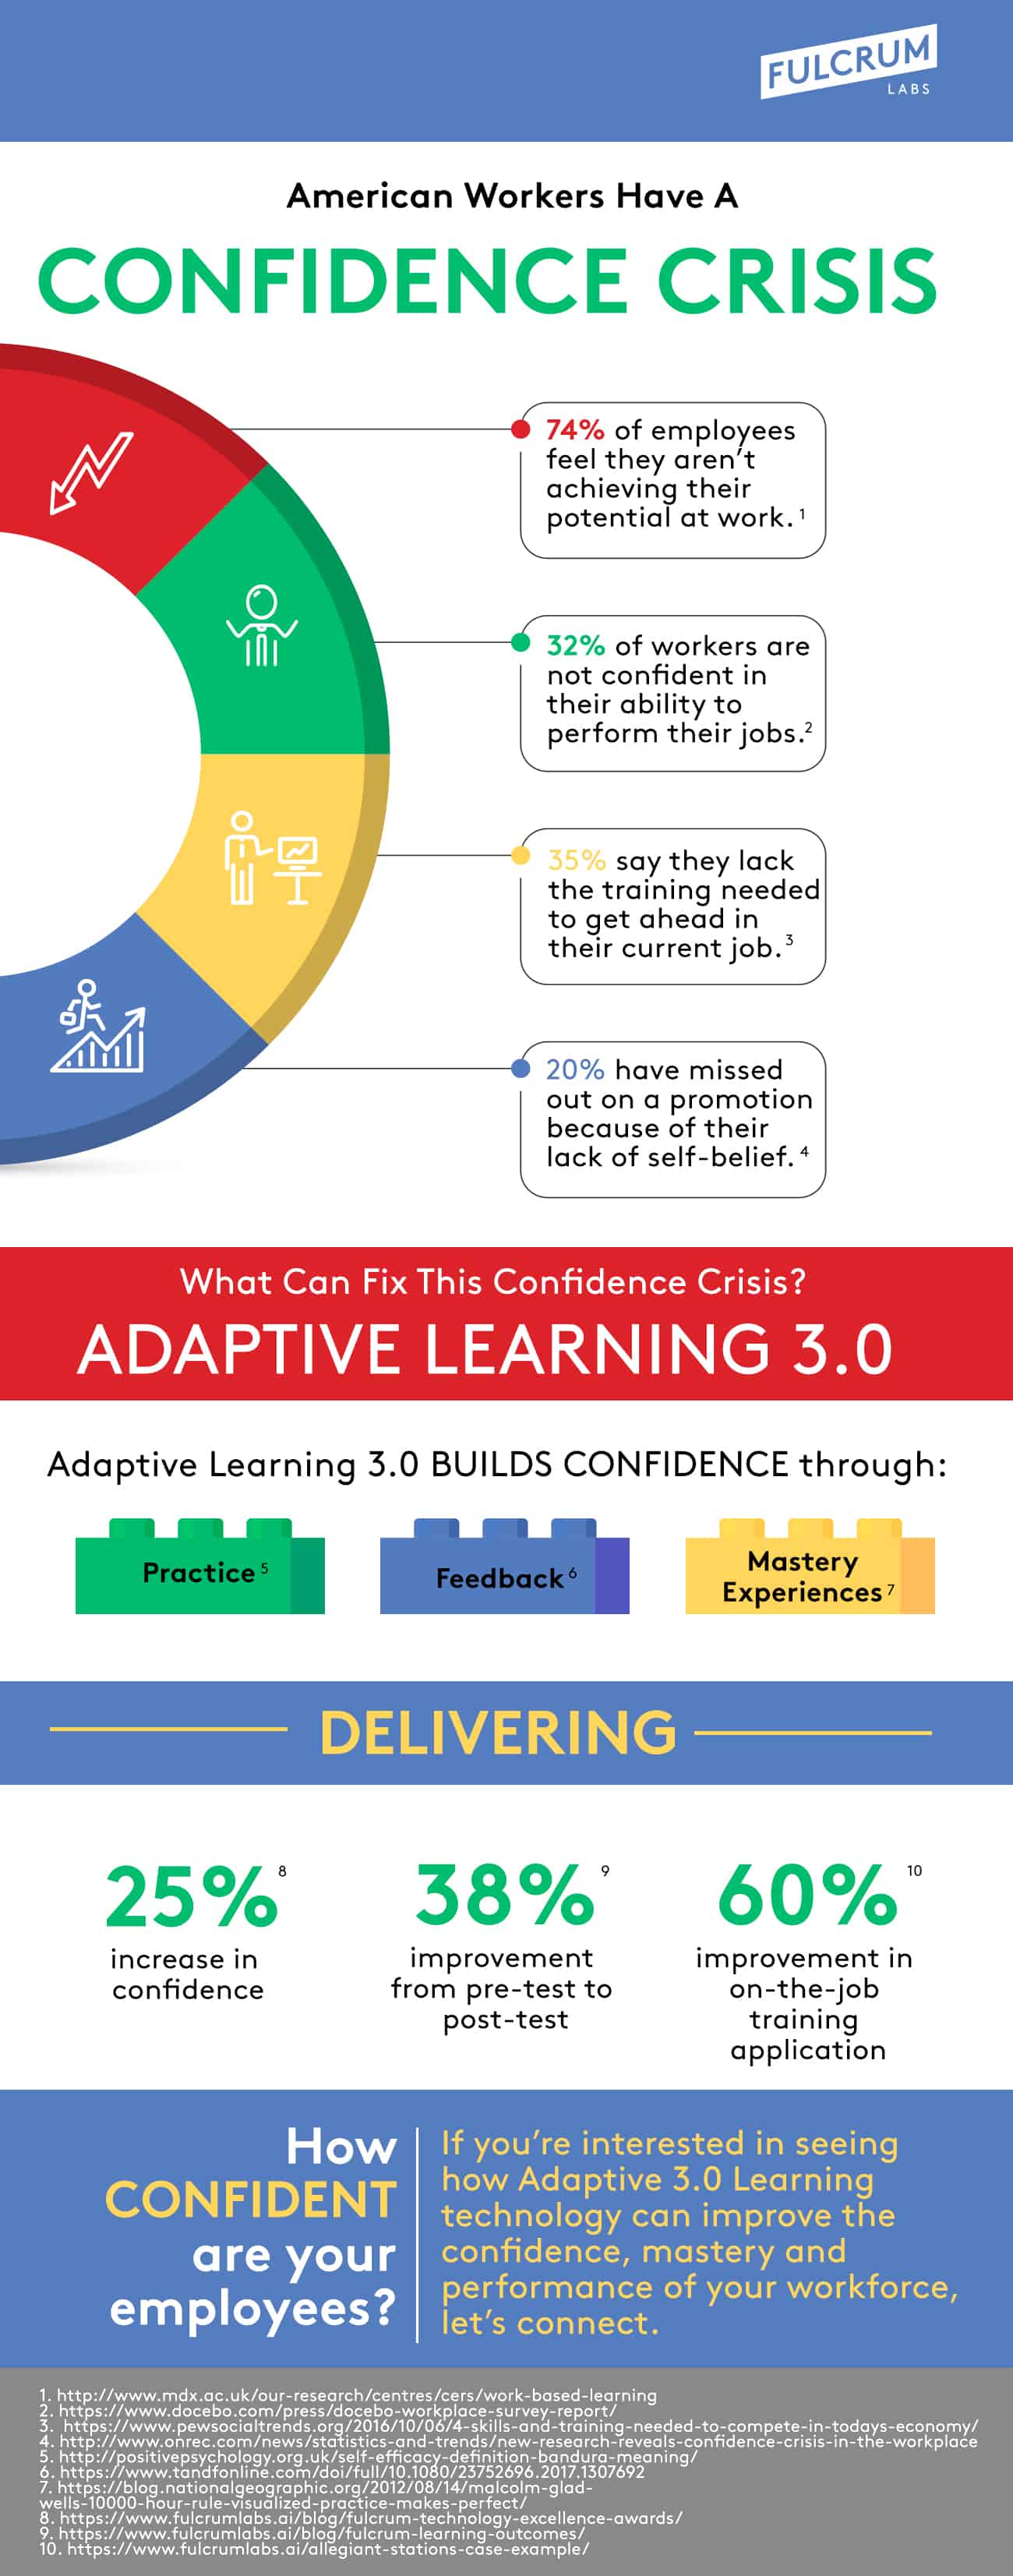 FULCRUM
LABS
American Workers Have A
CONFIDENCE CRISIS
74% of employees
feel they aren't
achieving their
potential at work. 1
32% of workers are
not confident in
their ability to
perform their jobs.2
35% say they lack
the training needed
to get ahead in
their current job. 3
20% have missed
out on a promotion
because of their
lack of self-belief. 4
What Can Fix This Confidence Crisis?
ADAPTIVE LEARNING 3.0
Adaptive Learning 3.0 BUILDS CONFIDENCE through:
Practice 5
Feedback 6
Mastery
Experiences 7
DELIVERING
25% 8
increase in
confidence
38% 9
improvement
from pre-test to
post-test
60% 10
improvement in
on-the-job
training
application
How
CONFIDENT
are your
employees?
If you're interested in seeing
how Adaptive 3.0 Learning
technology can improve the
confidence, mastery and
performance of your workforce,
let's connect.
1. http://www.mdx.ac.uk/our-research/centres/cers/work-based-learning
2. https://www.docebo.com/press/docebo-workplace-survey-report/
3. https://www.pewsocialtrends.org/2016/10/06/4-skills-and-training-needed-to-compete-in-todays-economy/
4. http://www.onrec.com/news/statistics-and-trends/new-research-reveals-confidence-crisis-in-the-workplace
5. http://positivepsychology.org.uk/self-efficacy-definition-bandura-meaning/
6. https://www.tandfonline.com/doi/full/10.1080/23752696.2017.1307692
7. https://blog.nationalgeographic.org/2012/08/14/malcolm-glad-
wells-10000-hour-rule-visualized-practice-makes-perfect/
8. https://www.fulcrumlabs.ai/blog/fulcrum-technology-excellence-awards/
9. https://www.fulcrumlabs.ai/blog/fulcrum-learning-outcomes/
10. https://www.fulcrumlabs.ai/allegiant-stations-case-example/